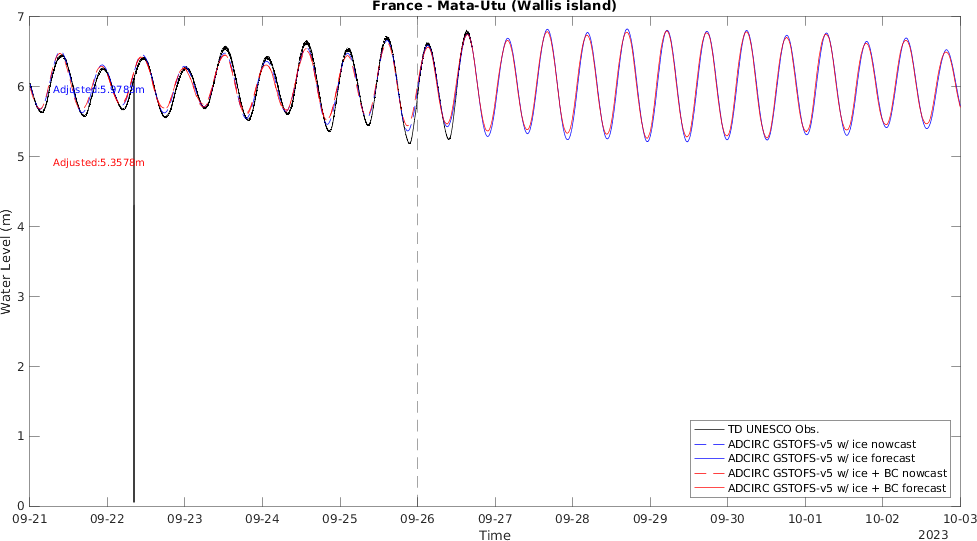 France - Mata-Utu (Wallis island)
7
6
5
4
3
2
1
0
Water Level (m)
Adjusted:5.9782m
Adjusted:5.3578m
TD UNESCO Obs.
ADCIRC GSTOFS-v5 w/ ice nowcast
ADCIRC GSTOFS-v5 w/ ice forecast
ADCIRC GSTOFS-v5 w/ ice + BC nowcast
ADCIRC GSTOFS-v5 w/ ice + BC forecast
09-21 09-22 09-23 09-24 09-25 09-26 09-27 09-28 09-29 09-30 10-01 10-02 10-03
Time
2023